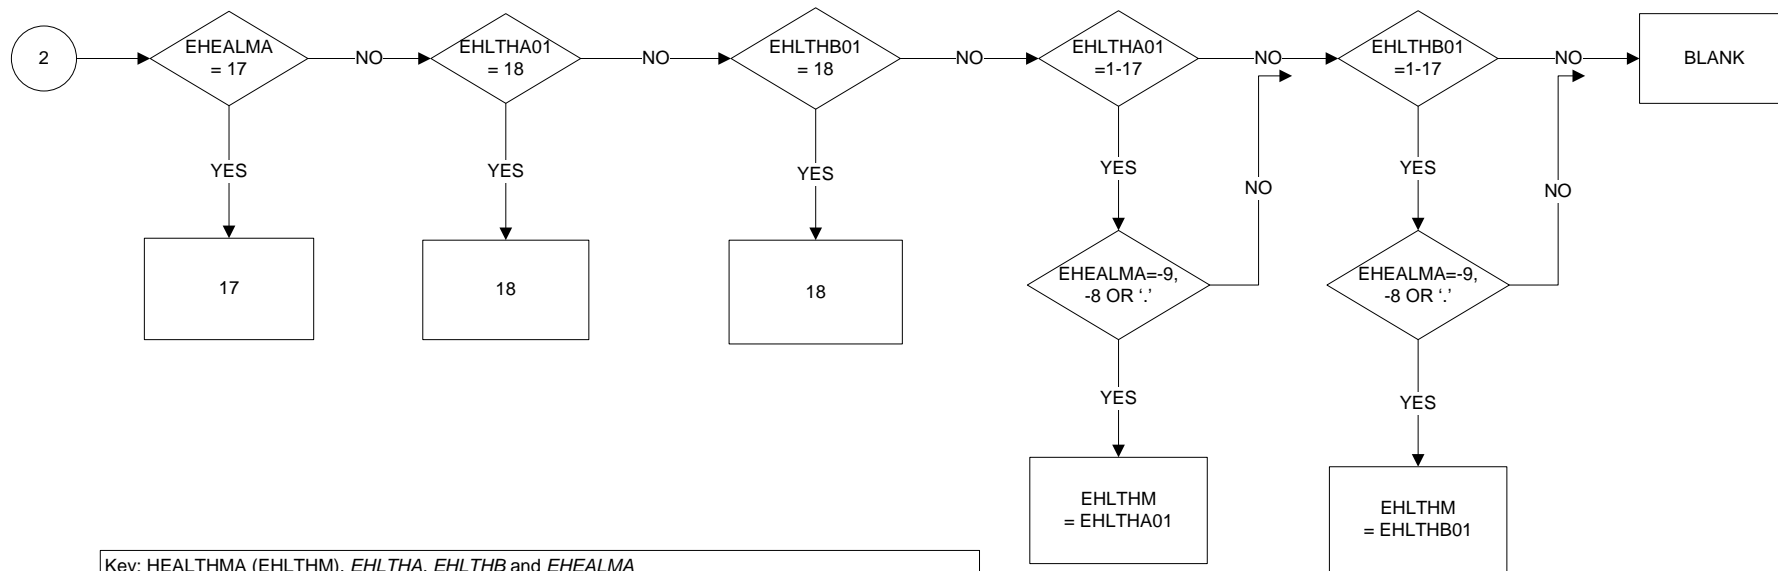 2
EHEALMA
= 17
NO
EHLTHA01
= 18
NO
EHLTHB01
= 18
NO
EHLTHA01
=1-17
NO
EHLTHB01
=1-17
NO
BLANK
YES
YES
YES
YES
YES
NO
NO
17
18
18
EHEALMA=-9,
-8 OR ‘.’
EHEALMA=-9,
-8 OR ‘.’
YES
YES
EHLTHM
= EHLTHA01
EHLTHM
= EHLTHB01
Key: HEALTHMA (EHLTHM), EHLTHA, EHLTHB and EHEALMA